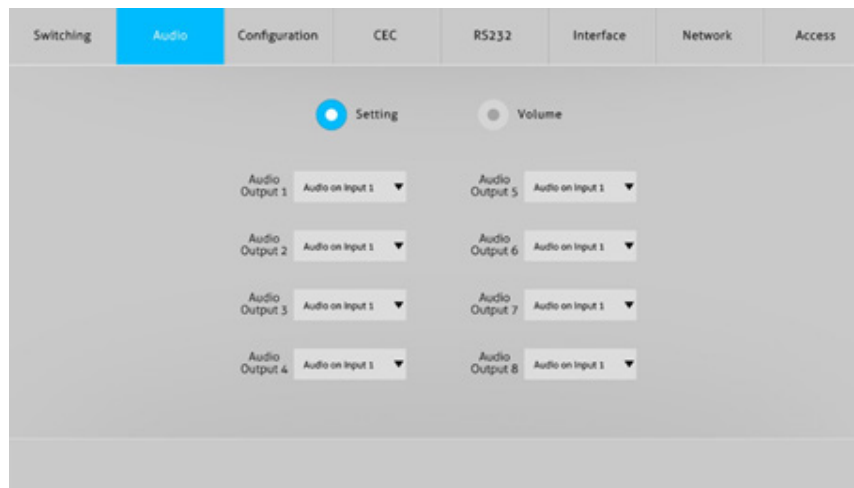 Switching Audio Configuration CEC RS232 Interface Network Access
Setting Volume
Audio
Output 1 Audio on Input 1
Audio
Output 5 Audio on Input 1
Audio
Output 2 Audio on Input 1
Audio
Output 6 Audio on Input 1
Audio
Output 3 Audio on Input 1
Audio
Output 7 Audio on Input 1
Audio
Output 4 Audio on Input 1
Audio
Output 8 Audio on Input 1